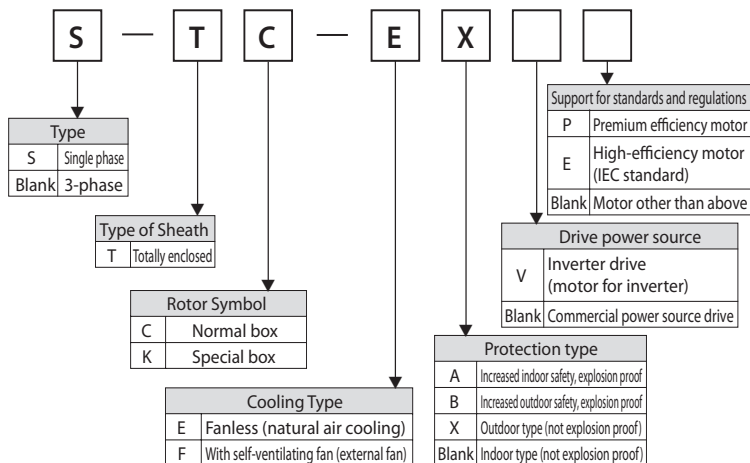 S — T C — E X
Type
S Single phase
Blank 3-phase
Type of Sheath
T Totally enclosed
Rotor Symbol
C Normal box
K Special box
Cooling Type
E Fanless (natural air cooling)
F With self-ventilating fan (external fan)
Protection type
A Increased indoor safety, explosion proof
B Increased outdoor safety, explosion proof
X Outdoor type (not explosion proof)
Blank Indoor type (not explosion proof)
Drive power source
V Inverter drive
(motor for inverter)
Blank Commercial power source drive
Support for standards and regulations
P Premium efficiency motor
E High-efficiency motor
(IEC standard)
Blank Motor other than above